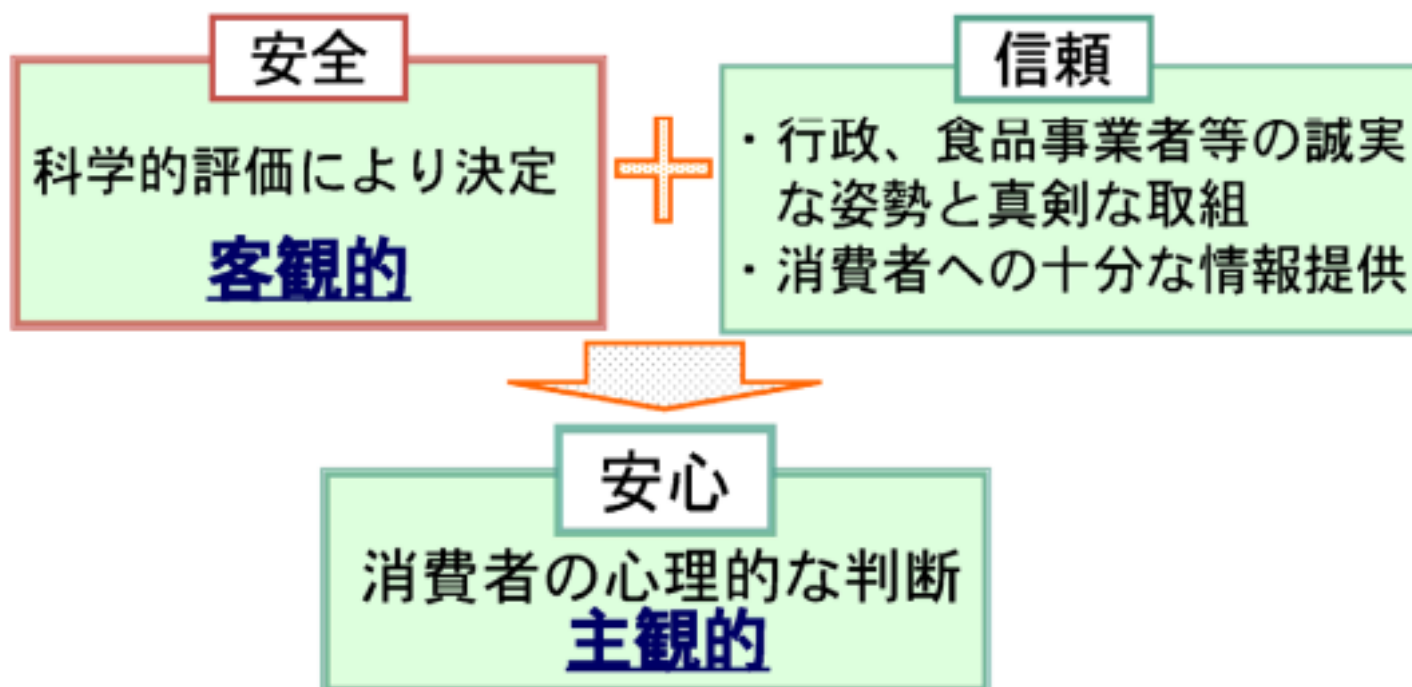 安全
科学的評価により決定
客観的
信頼
・行政、食品事業者等の誠実
な姿勢と真剣な取組
・消費者への十分な情報提供
安心
消費者の心理的な判断
主観的